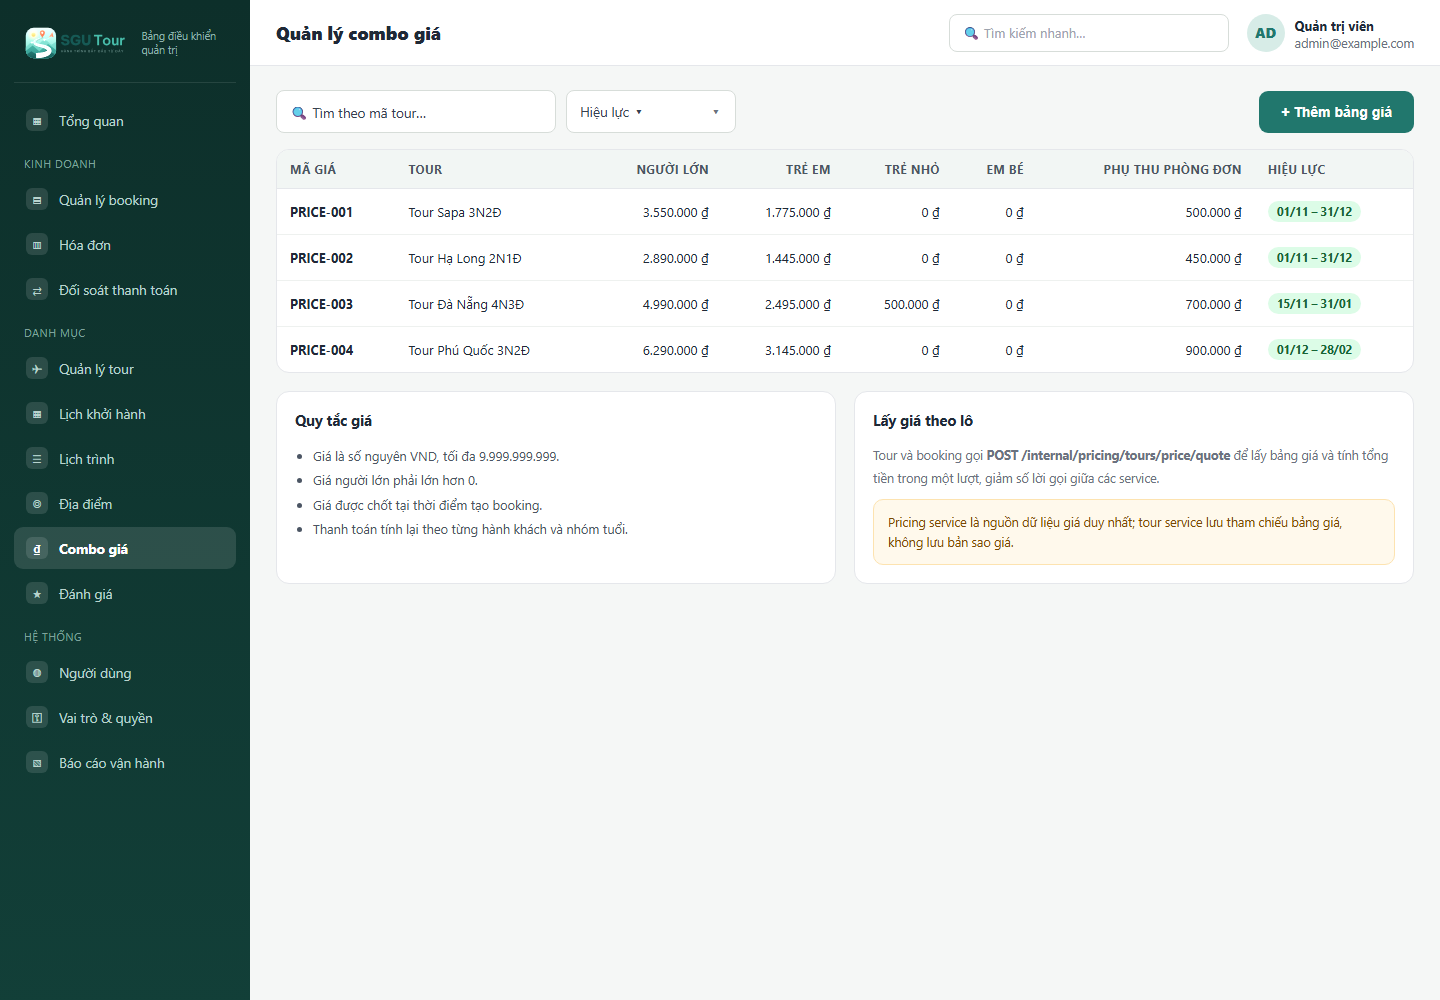 SGU Tour
Bảng điều khiển
quản trị
Tổng quan
KINH DOANH
Quản lý booking
Hóa đơn
Đối soát thanh toán
DANH MỤC
Quản lý tour
Lịch khởi hành
Lịch trình
Địa điểm
Combo giá
Đánh giá
HỆ THỐNG
Người dùng
Vai trò & quyền
Báo cáo vận hành
Quản lý combo giá
Tìm kiếm nhanh...
AD
Quản trị viên
admin@example.com
Tìm theo mã tour...
Hiệu lực
+ Thêm bảng giá
MÃ GIÁ TOUR NGƯỜI LỚN TRẺ EM TRẺ NHỎ EM BÉ PHỤ THU PHÒNG ĐƠN HIỆU LỰC
PRICE-001 Tour Sapa 3N2Đ 3.550.000 ₫ 1.775.000 ₫ 0 ₫ 0 ₫ 500.000 ₫ 01/11 – 31/12
PRICE-002 Tour Hạ Long 2N1Đ 2.890.000 ₫ 1.445.000 ₫ 0 ₫ 0 ₫ 450.000 ₫ 01/11 – 31/12
PRICE-003 Tour Đà Nẵng 4N3Đ 4.990.000 ₫ 2.495.000 ₫ 500.000 ₫ 0 ₫ 700.000 ₫ 15/11 – 31/01
PRICE-004 Tour Phú Quốc 3N2Đ 6.290.000 ₫ 3.145.000 ₫ 0 ₫ 0 ₫ 900.000 ₫ 01/12 – 28/02
Quy tắc giá
• Giá là số nguyên VND, tối đa 9.999.999.999.
• Giá người lớn phải lớn hơn 0.
• Giá được chốt tại thời điểm tạo booking.
• Thanh toán tính lại theo từng hành khách và nhóm tuổi.
Lấy giá theo lô
Tour và booking gọi POST /internal/pricing/tours/price/quote để lấy bảng giá và tính tổng
tiền trong một lượt, giảm số lời gọi giữa các service.
Pricing service là nguồn dữ liệu giá duy nhất; tour service lưu tham chiếu bảng giá,
không lưu bản sao giá.